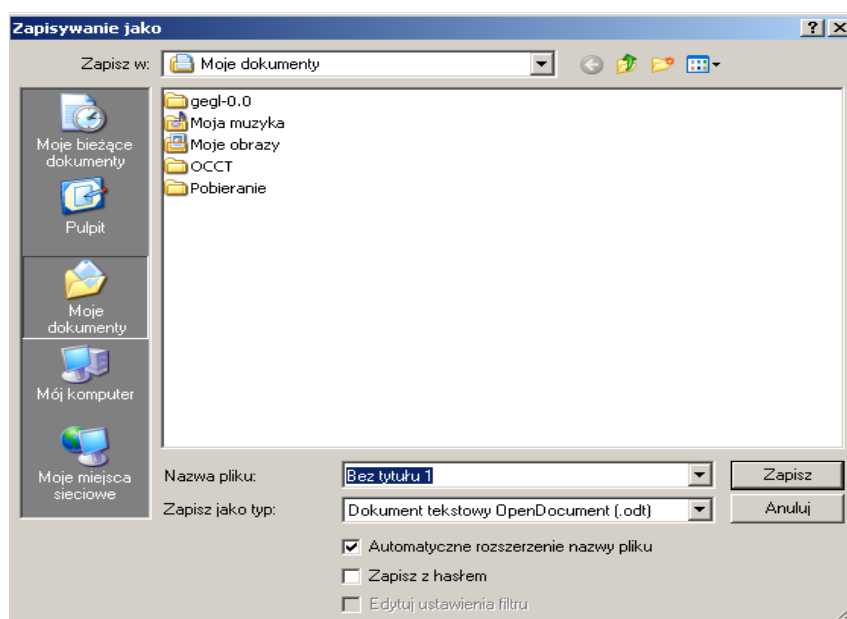 Zapisywanie jako
Zapisz w:
Moje dokumenty
Moje bieżące
dokumenty
Pulpit
Moje
dokumenty
Mój komputer
Moje miejsca
sieciowe
gegl-0.0
Moja muzyka
Moje obrazy
OCCT
Pobieranie
Nazwa pliku:
Bez tytułu 1
Zapisz
Zapisz jako typ:
Dokument tekstowy OpenDocument (.odt)
Anuluj
Automatyczne rozszerzenie nazwy pliku
Zapisz z hasłem
Edytuj ustawienia filtru